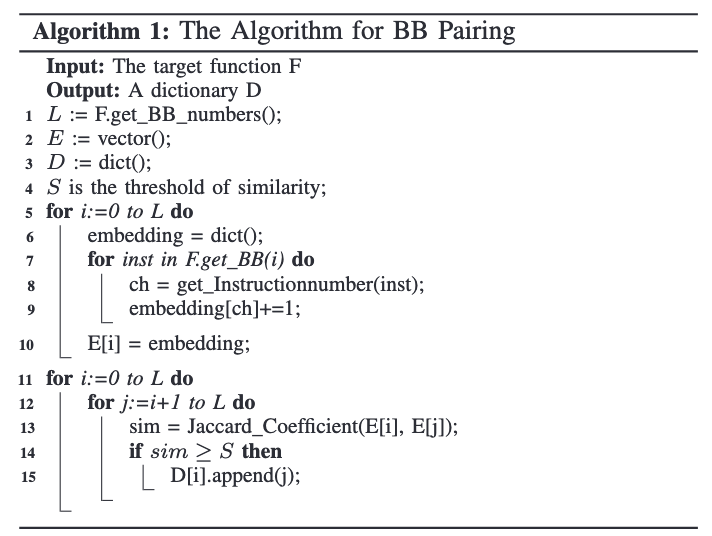 Algorithm 1: The Algorithm for BB Pairing
Input: The target function F
Output: A dictionary D
1 L := F.get_BB_numbers();
2 E := vector();
3 D := dict();
4 S is the threshold of similarity;
5 for i:=0 to L do
6 embedding = dict();
7 for inst in F.get_BB(i) do
8 ch = get_Instructionnumber(inst);
9 embedding[ch]+=1;
10 E[i] = embedding;
11 for i:=0 to L do
12 for j:=i+1 to L do
13 sim = Jaccard_Coefficient(E[i], E[j]);
14 if sim ≥ S then
15 D[i].append(j);